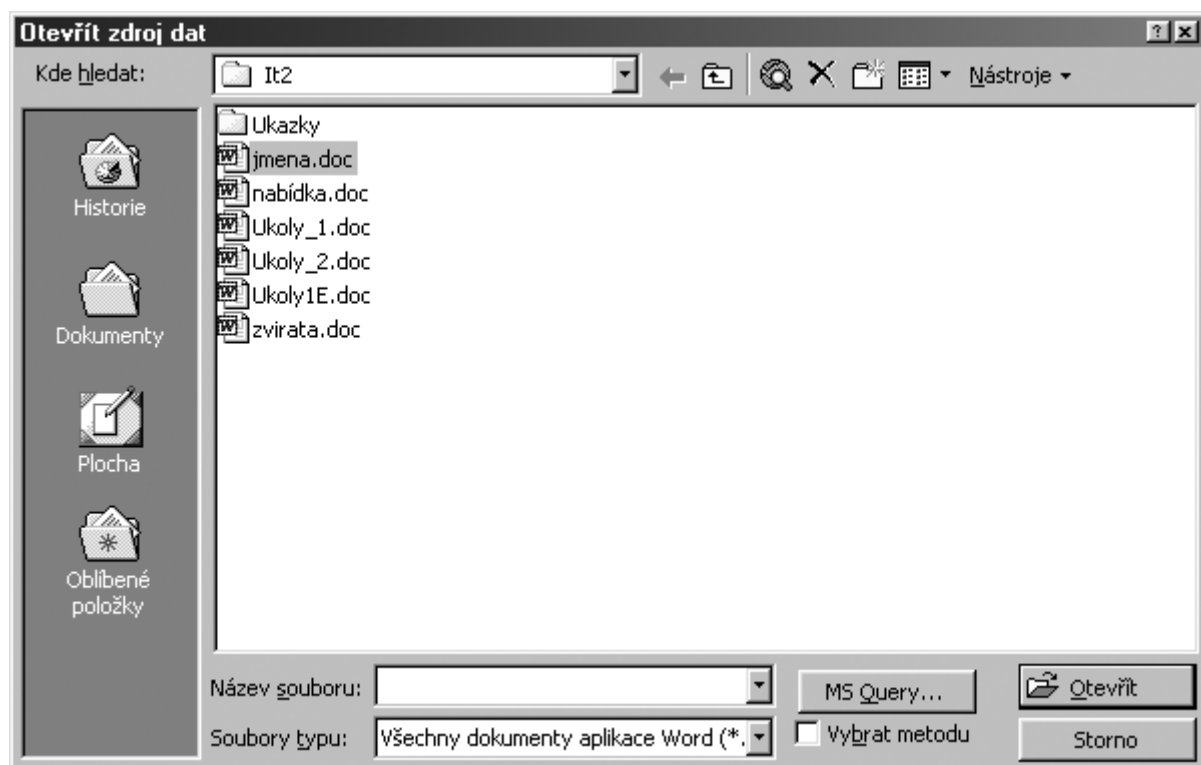 Otevřít zdroj dat
Kde hledat:
It2
Nástroje
Historie
Dokumenty
Plocha
Oblíbené
položky
Ukazky
jmena.doc
nabídka.doc
Ukoly_1.doc
Ukoly_2.doc
Ukoly1E.doc
zvirata.doc
Název souboru:
MS Query...
Otevřít
Soubory typu:
Všechny dokumenty aplikace Word (*.
Vybrat metodu
Storno